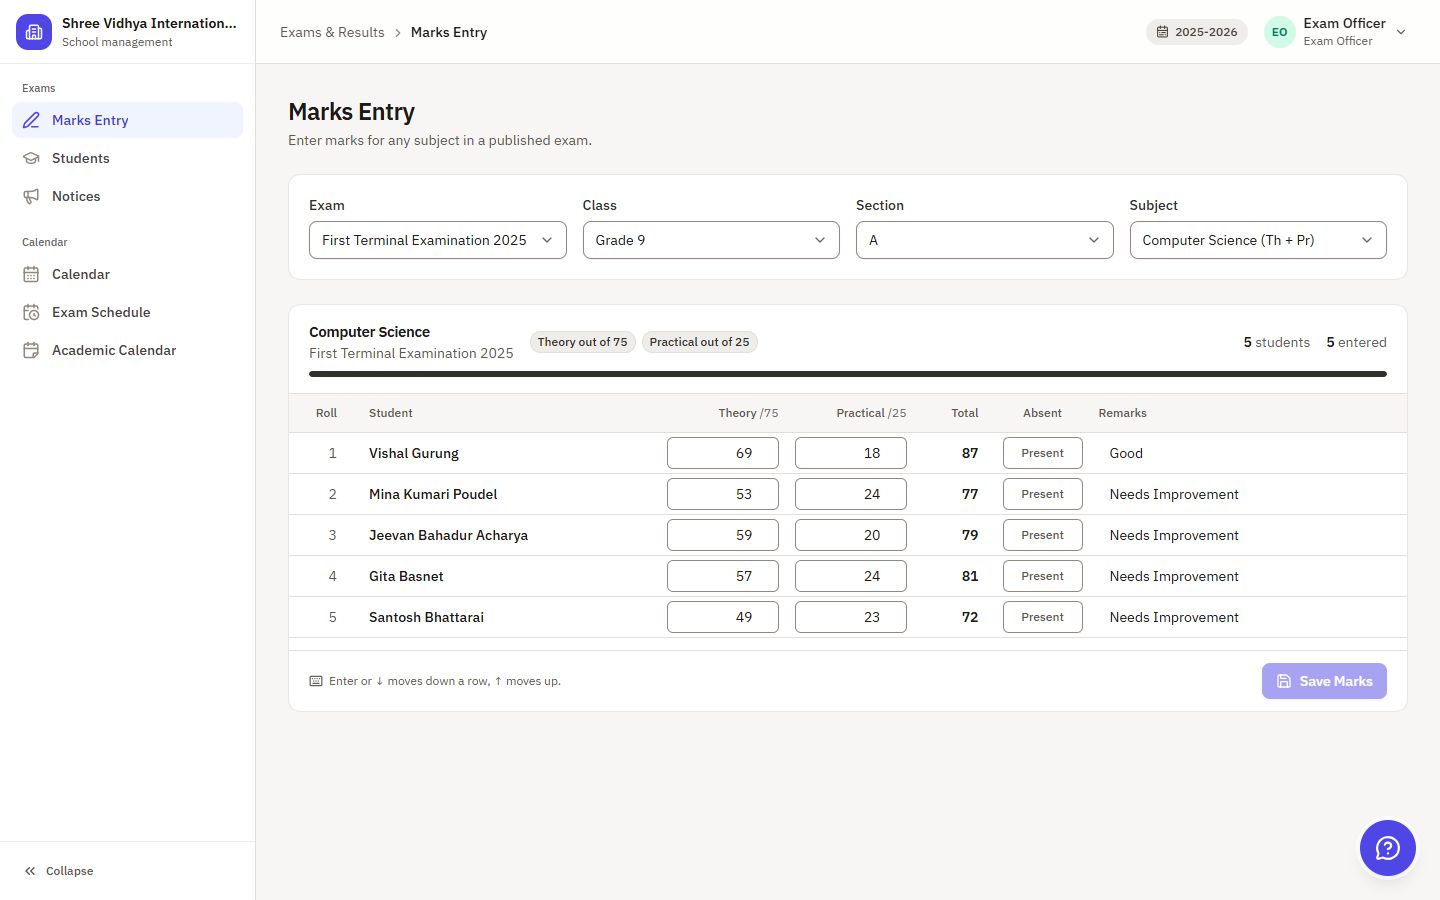 Shree Vidhya Internation...
School management
Exams
Marks Entry
Students
Notices
Calendar
Calendar
Exam Schedule
Academic Calendar
Collapse
Exams & Results > Marks Entry
2025-2026
EO
Exam Officer
Exam Officer
Marks Entry
Enter marks for any subject in a published exam.
Exam Class Section Subject
First Terminal Examination 2025 Grade 9 A Computer Science (Th + Pr)
Computer Science
First Terminal Examination 2025
Theory out of 75 Practical out of 25
5 students 5 entered
Roll Student Theory /75 Practical /25 Total Absent Remarks
1 Vishal Gurung 69 18 87 Present Good
2 Mina Kumari Poudel 53 24 77 Present Needs Improvement
3 Jeevan Bahadur Acharya 59 20 79 Present Needs Improvement
4 Gita Basnet 57 24 81 Present Needs Improvement
5 Santosh Bhattarai 49 23 72 Present Needs Improvement
Enter or ↓ moves down a row, ↑ moves up.
Save Marks